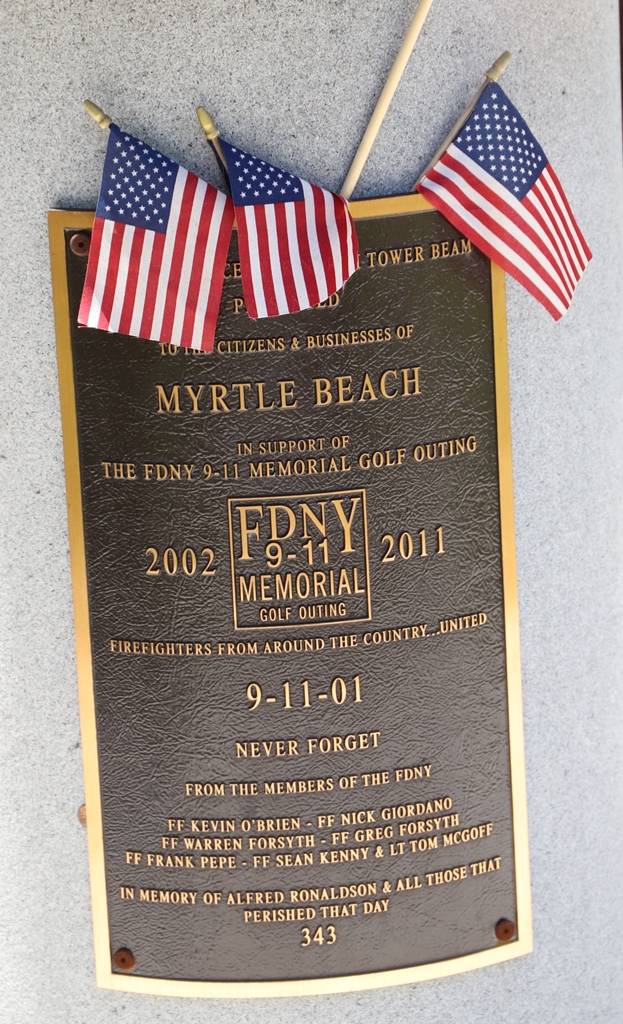 TOWER BEAM
TO THE CITIZENS & BUSINESSES OF
MYRTLE BEACH
IN SUPPORT OF
THE FDNY 9-11 MEMORIAL GOLF OUTING
2002 FDNY 2011
9-11
MEMORIAL
GOLF OUTING
FIREFIGHTERS FROM AROUND THE COUNTRY...UNITED
9-11-01
NEVER FORGET
FROM THE MEMBERS OF THE FDNY
FF KEVIN O'BRIEN - FF NICK GIORDANO
FF WARREN FORSYTH - FF GREG FORSYTH
FF FRANK PEPE - FF SEAN KENNY & LT TOM MCGOFF
IN MEMORY OF ALFRED RONALDSON & ALL THOSE THAT
PERISHED THAT DAY
343